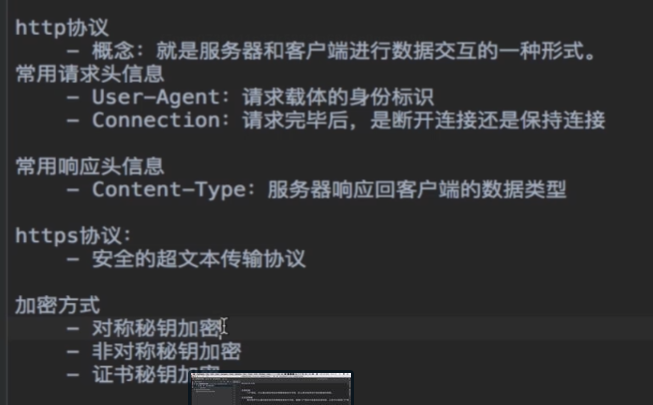 http协议
- 概念：就是服务器和客户端进行数据交互的一种形式。
常用请求头信息
- User-Agent：请求载体的身份标识
- Connection：请求完毕后，是断开连接还是保持连接
常用响应头信息
- Content-Type：服务器响应回客户端的数据类型
https协议：
- 安全的超文本传输协议
加密方式
- 对称秘钥加密
- 非对称秘钥加密
- 证书秘钥加密